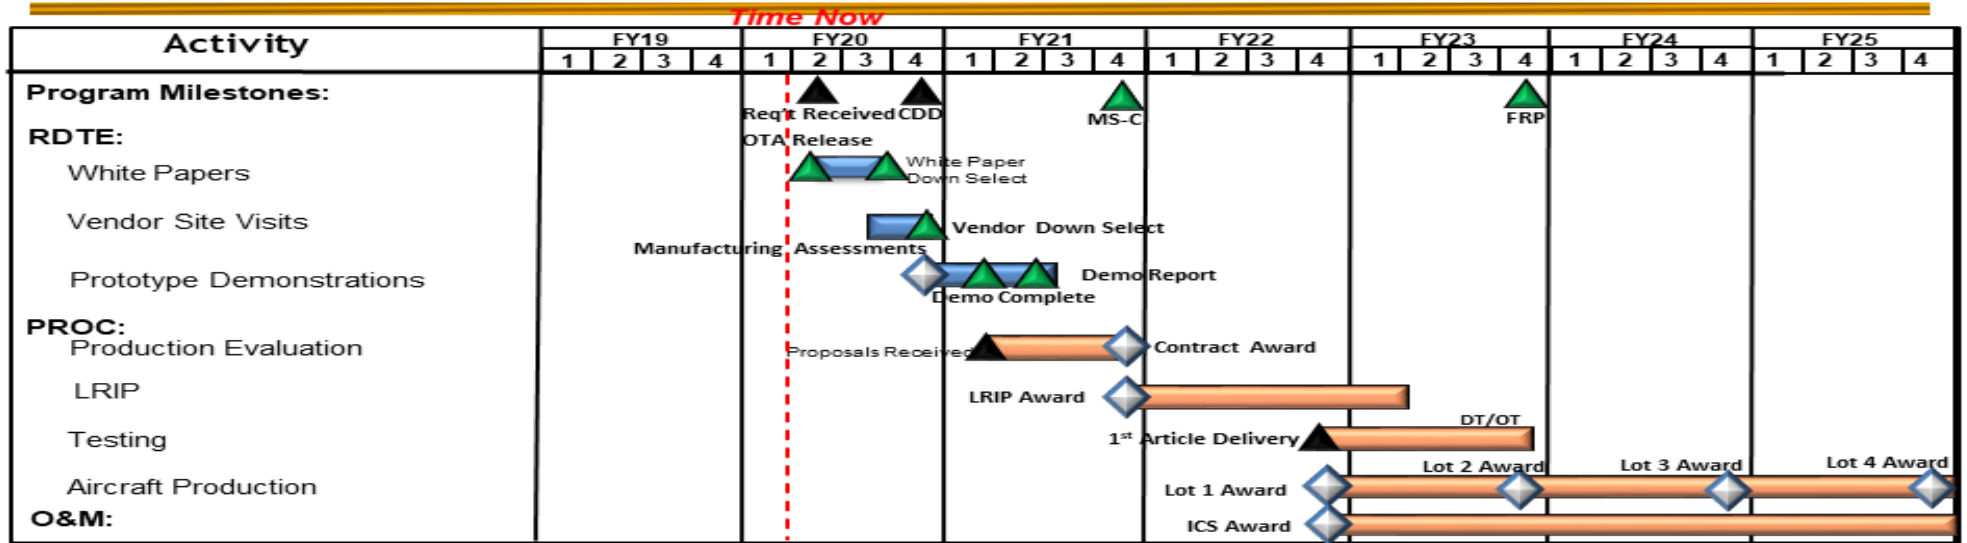 Time Now
Activity FY19 FY20 FY21 FY22 FY23 FY24 FY25
1 2 3 4 1 2 3 4 1 2 3 4 1 2 3 4 1 2 3 4 1 2 3 4 1 2 3 4
Program Milestones:
Req't Received CDD MS-C FRP
RDTE:
OTA Release
White Papers
White Paper
Down Select
Vendor Site Visits
Vendor Down Select
Manufacturing Assessments
Prototype Demonstrations
Demo Report
Demo Complete
PROC:
Production Evaluation
Proposals Received
Contract Award
LRIP
LRIP Award
DT/OT
Testing
1st Article Delivery
Lot 2 Award Lot 3 Award Lot 4 Award
Aircraft Production
Lot 1 Award
O&M:
ICS Award